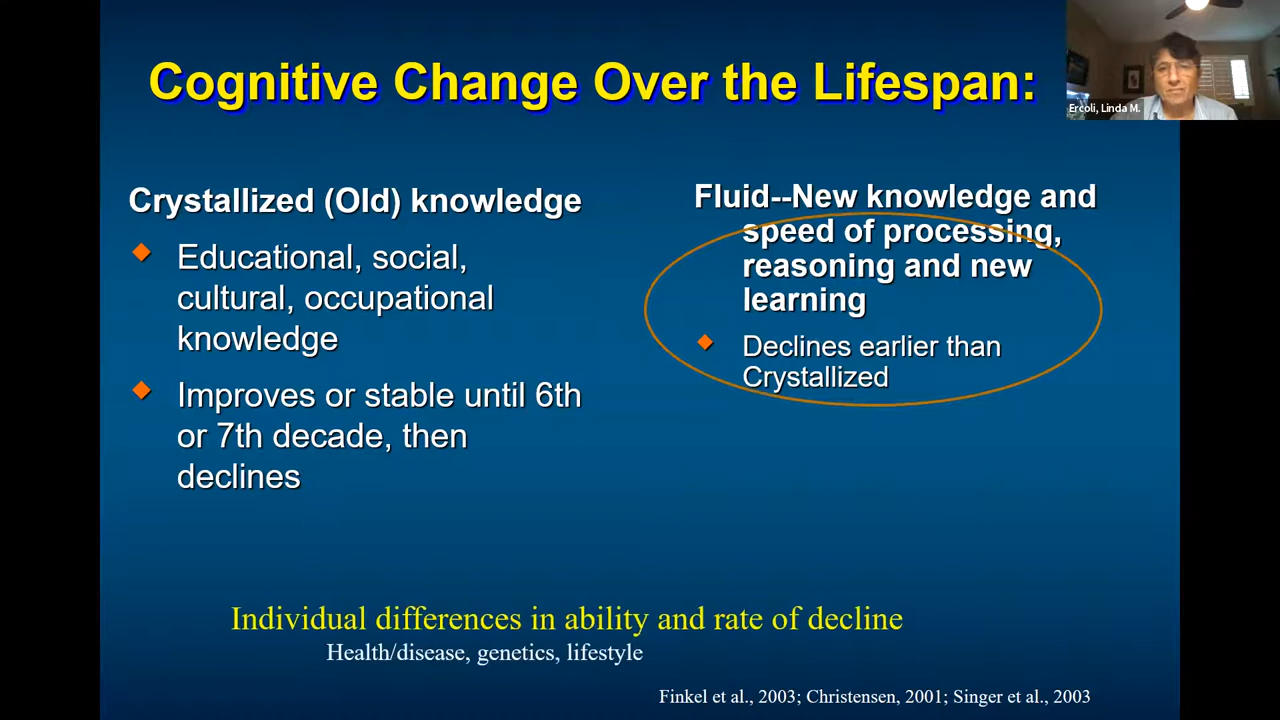 Cognitive Change Over the Lifespan:
Ercoli, Linda M.
Crystallized (Old) knowledge
Educational, social,
cultural, occupational
knowledge
Improves or stable until 6th
or 7th decade, then
declines
Fluid--New knowledge and
speed of processing,
reasoning and new
learning
Declines earlier than
Crystallized
Individual differences in ability and rate of decline
Health/disease, genetics, lifestyle
Finkel et al., 2003; Christensen, 2001; Singer et al., 2003